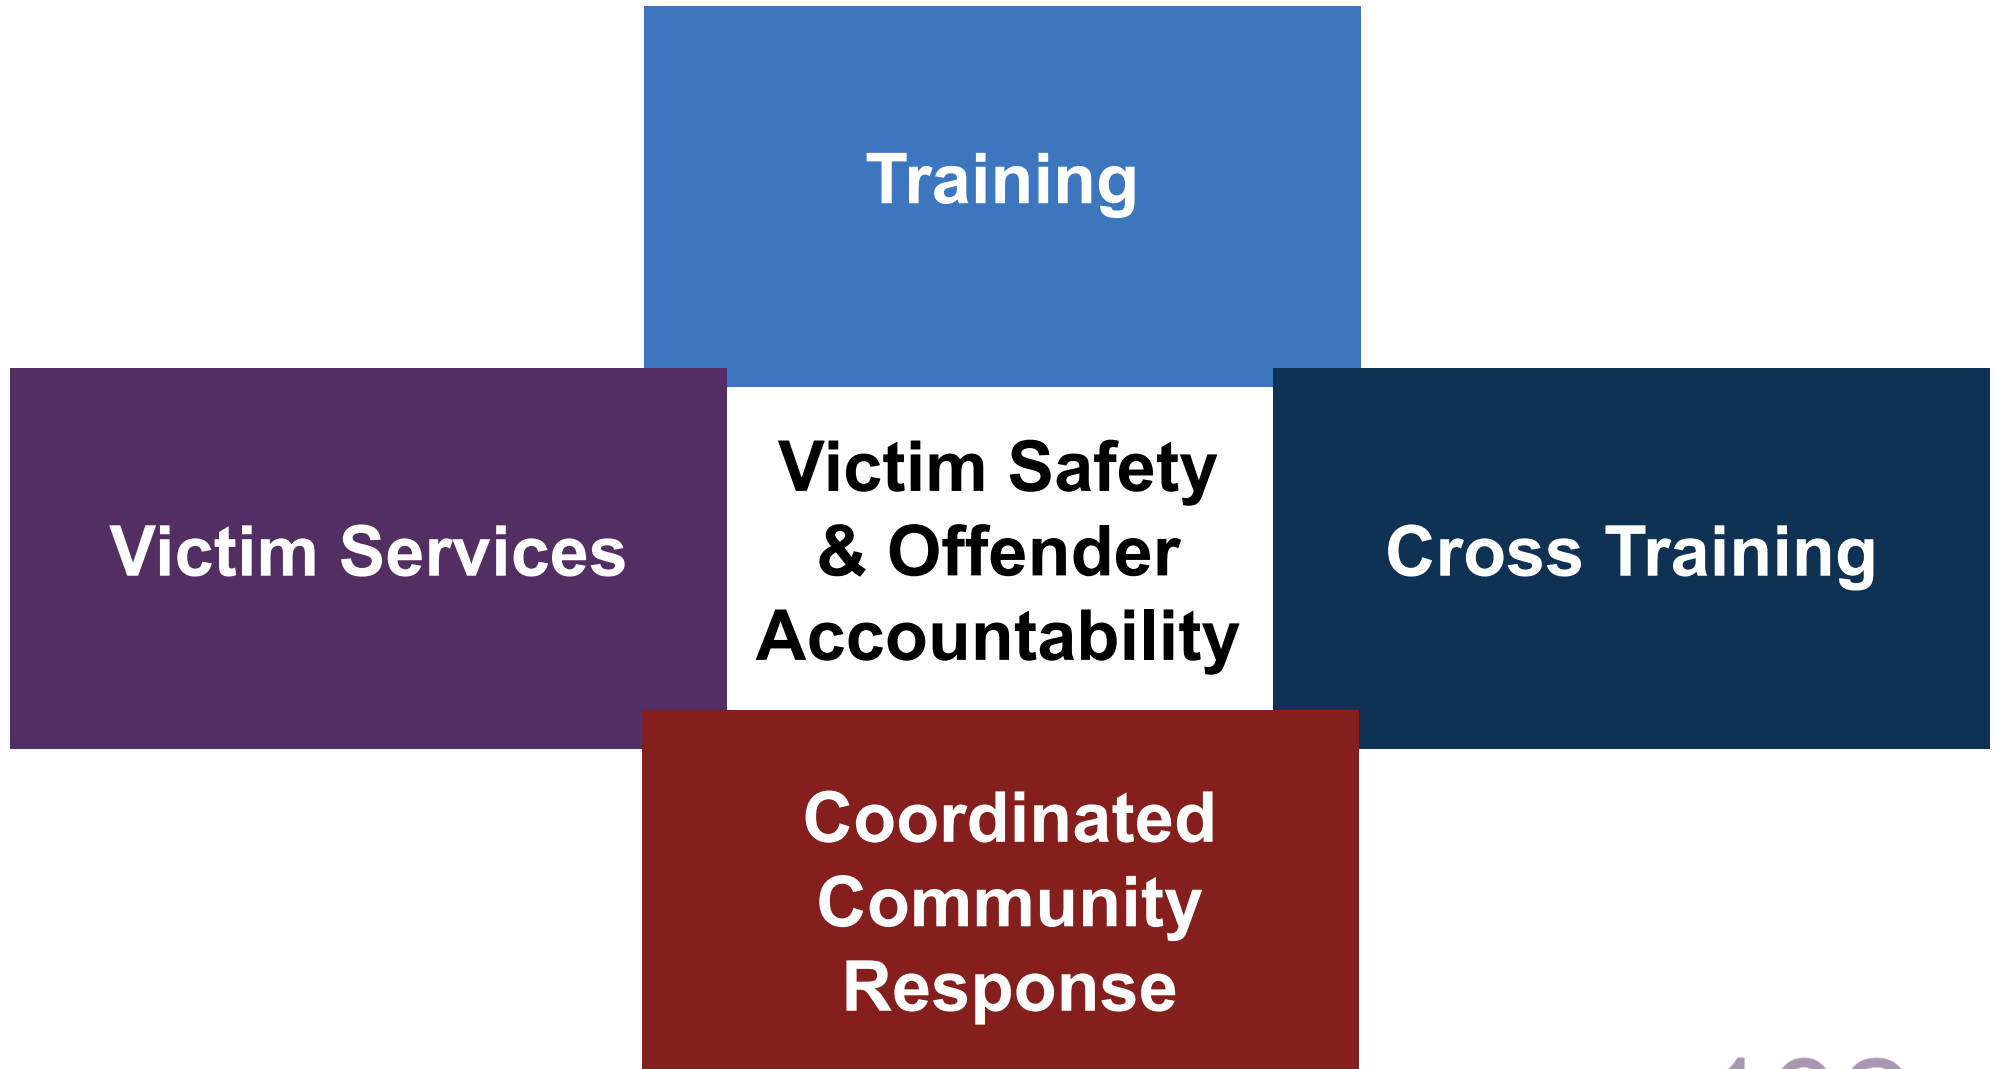 Training
Victim Services
Victim Safety
& Offender
Accountability
Cross Training
Coordinated
Community
Response